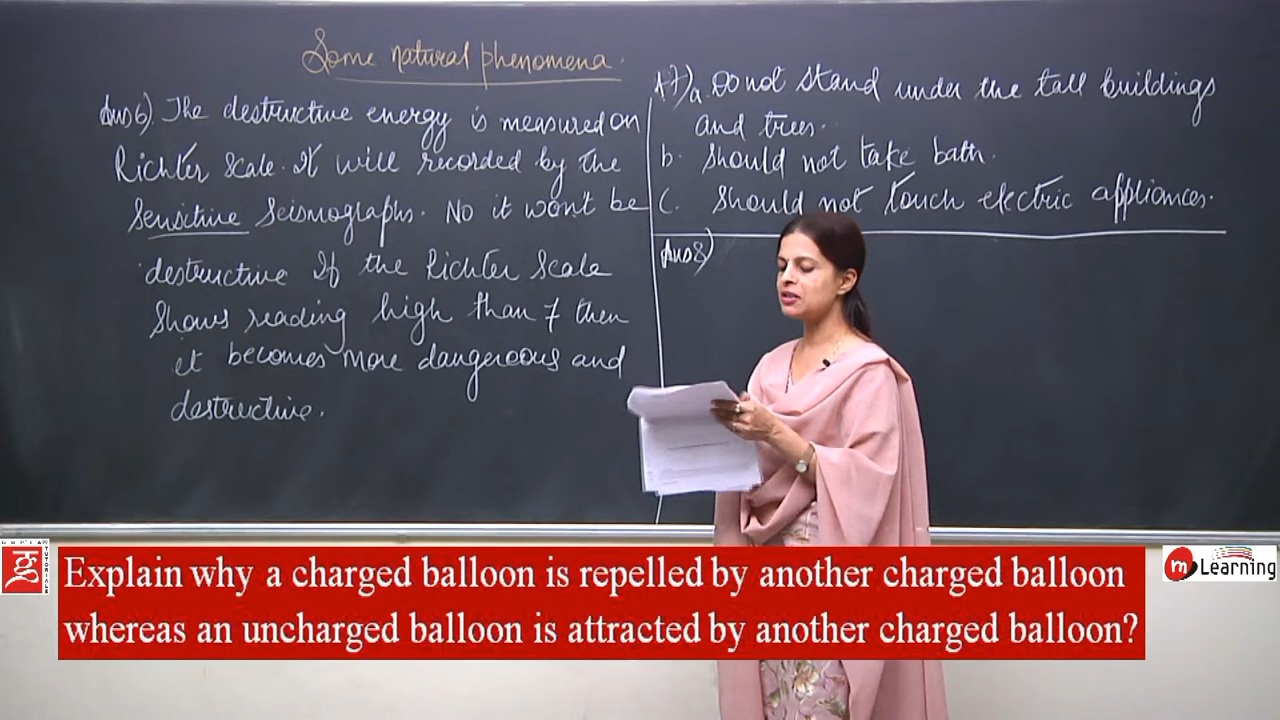 Some natural phenomena.
Ans 6). The destructive energy is measured on
Richter Scale. It will recorded by the
Sensitive Seismographs. No it won't be
destructive If the Richter Scale
Shows reading high than 7 then
it becomes more dangerous and
destructive.
A7)a. Do not stand under the tall buildings
and trees.
b. Should not take bath.
c. Should not touch electric appliances.
Ans 8)
Explain why a charged balloon is repelled by another charged balloon
whereas an uncharged balloon is attracted by another charged balloon?
m Learning